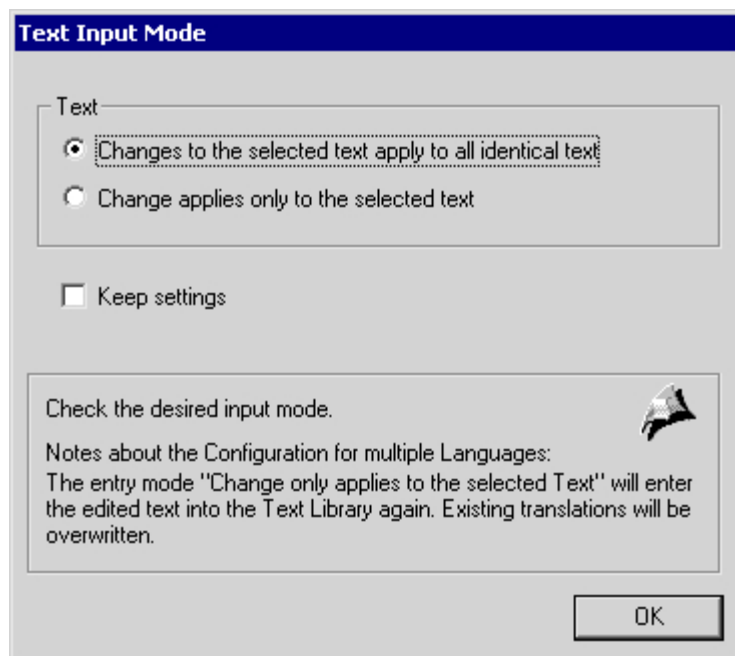 Text Input Mode
Text
Changes to the selected text apply to all identical text
Change applies only to the selected text
Keep settings
Check the desired input mode.
Notes about the Configuration for multiple Languages:
The entry mode "Change only applies to the selected Text" will enter
the edited text into the Text Library again. Existing translations will be
overwritten.
OK